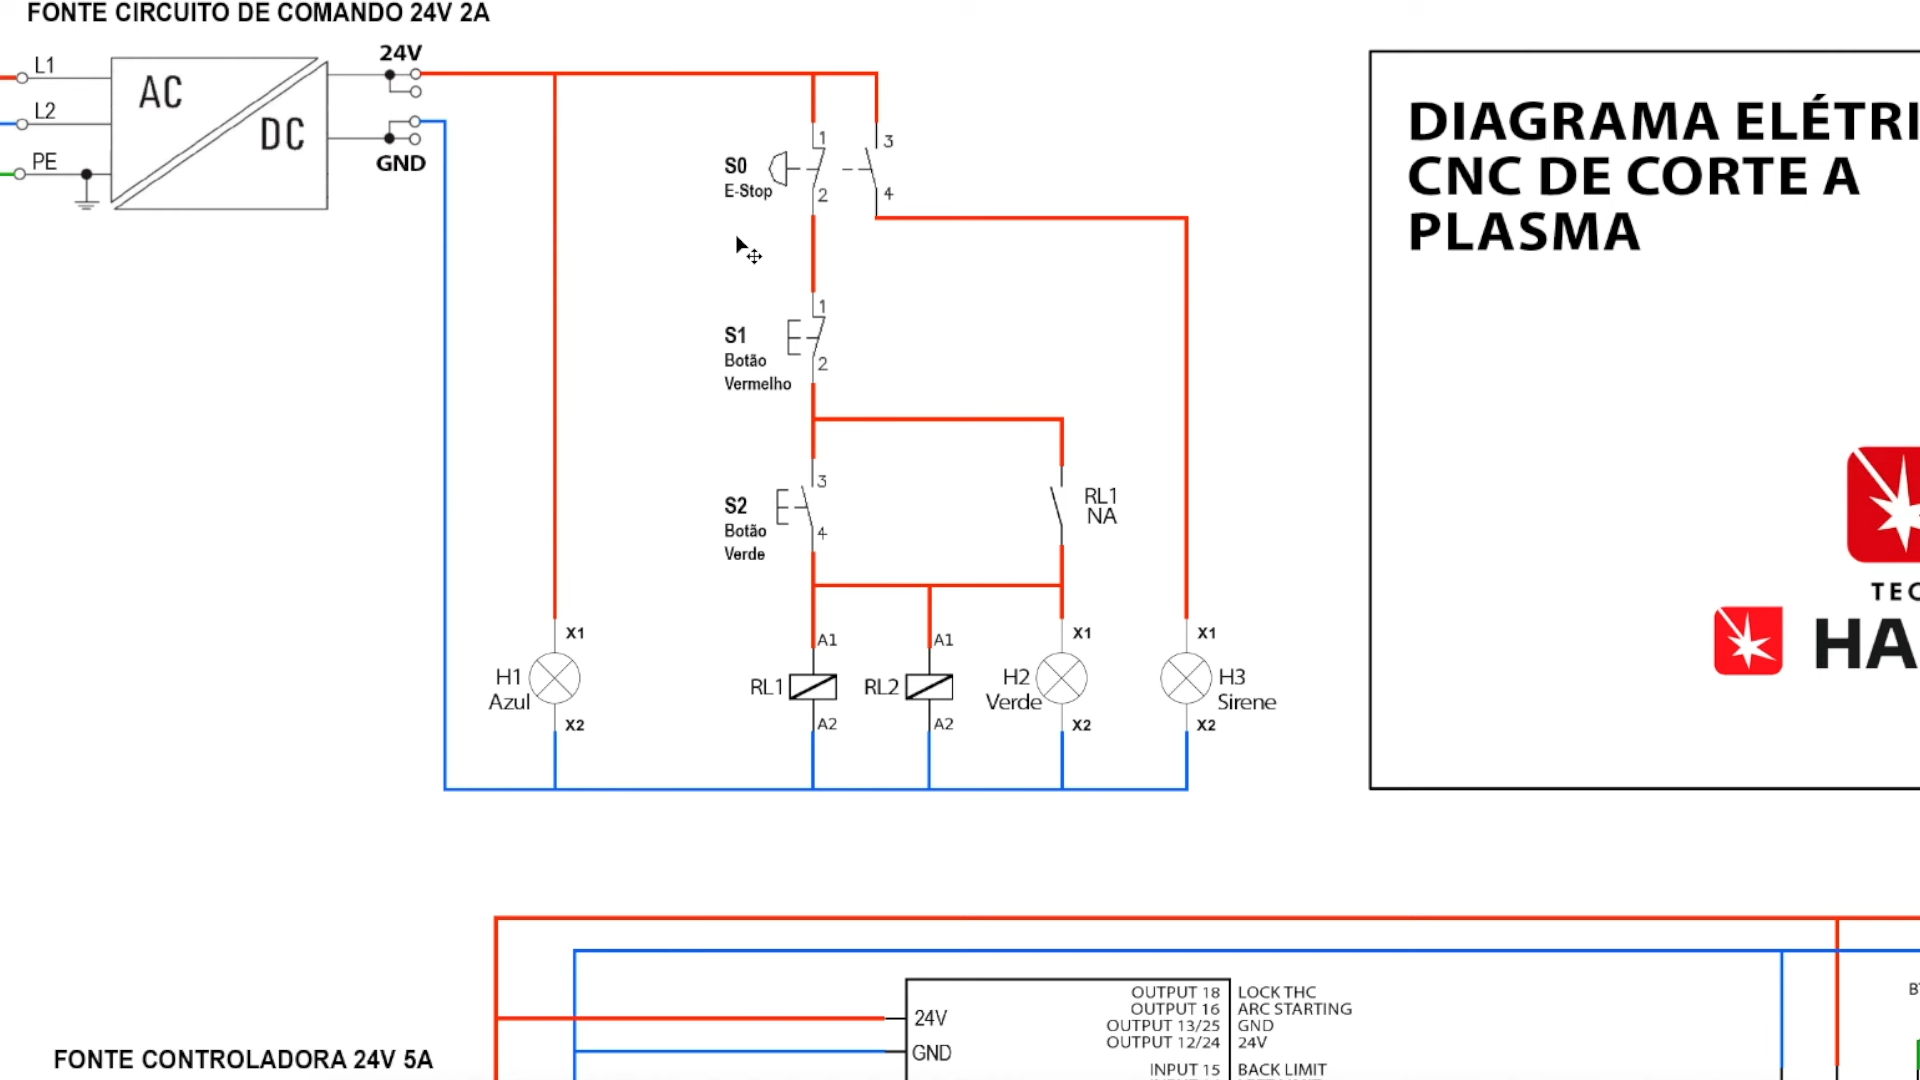 FONTE CIRCUITO DE COMANDO 24V 2A
L1
L2
PE
AC
DC
24V
GND
S0
E-Stop
1
2
3
4
S1
Botão
Vermelho
1
2
S2
Botão
Verde
3
4
RL1
NA
H1
Azul
X1
X2
RL1
A1
A2
RL2
A1
A2
H2
Verde
X1
X2
H3
Sirene
X1
X2
DIAGRAMA ELÉTRI
CNC DE CORTE A
PLASMA
TEC
HA
FONTE CONTROLADORA 24V 5A
24V
GND
OUTPUT 18 LOCK THC
OUTPUT 16 ARC STARTING
OUTPUT 13/25 GND
OUTPUT 12/24 24V
INPUT 15 BACK LIMIT